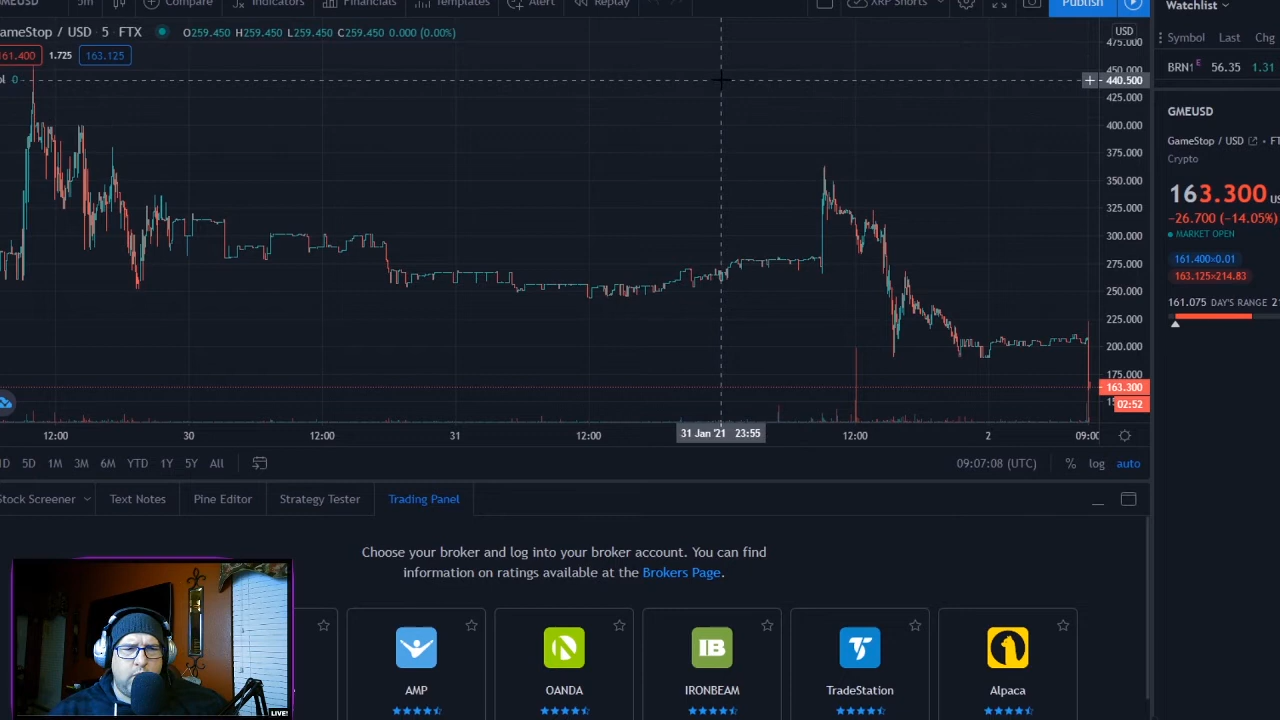 GMEUSD 5m Compare Indicators Financials Templates Alert Replay XRP Shorts Publish
Watchlist
GameStop / USD · 5 · FTX O259.450 H259.450 L259.450 C259.450 0.000 (0.00%)
USD
Symbol Last Chg
161.400 1.725 163.125
BRN1 E 56.35 1.31
0
475.000
450.000
440.500
425.000
400.000
375.000
350.000
325.000
300.000
275.000
250.000
225.000
200.000
175.000
163.300
02:52
GMEUSD
GameStop / USD
Crypto
163.300
−26.700 (−14.05%)
MARKET OPEN
161.400×0.01
163.125×214.83
161.075 DAY'S RANGE
12:00 30 12:00 31 12:00 31 Jan '21 23:55 12:00 2 09:00
1D 5D 1M 3M 6M YTD 1Y 5Y All
09:07:08 (UTC) % log auto
Stock Screener Text Notes Pine Editor Strategy Tester Trading Panel
Choose your broker and log into your broker account. You can find
information on ratings available at the Brokers Page.
IB
AMP OANDA IRONBEAM TradeStation Alpaca
LIVE!